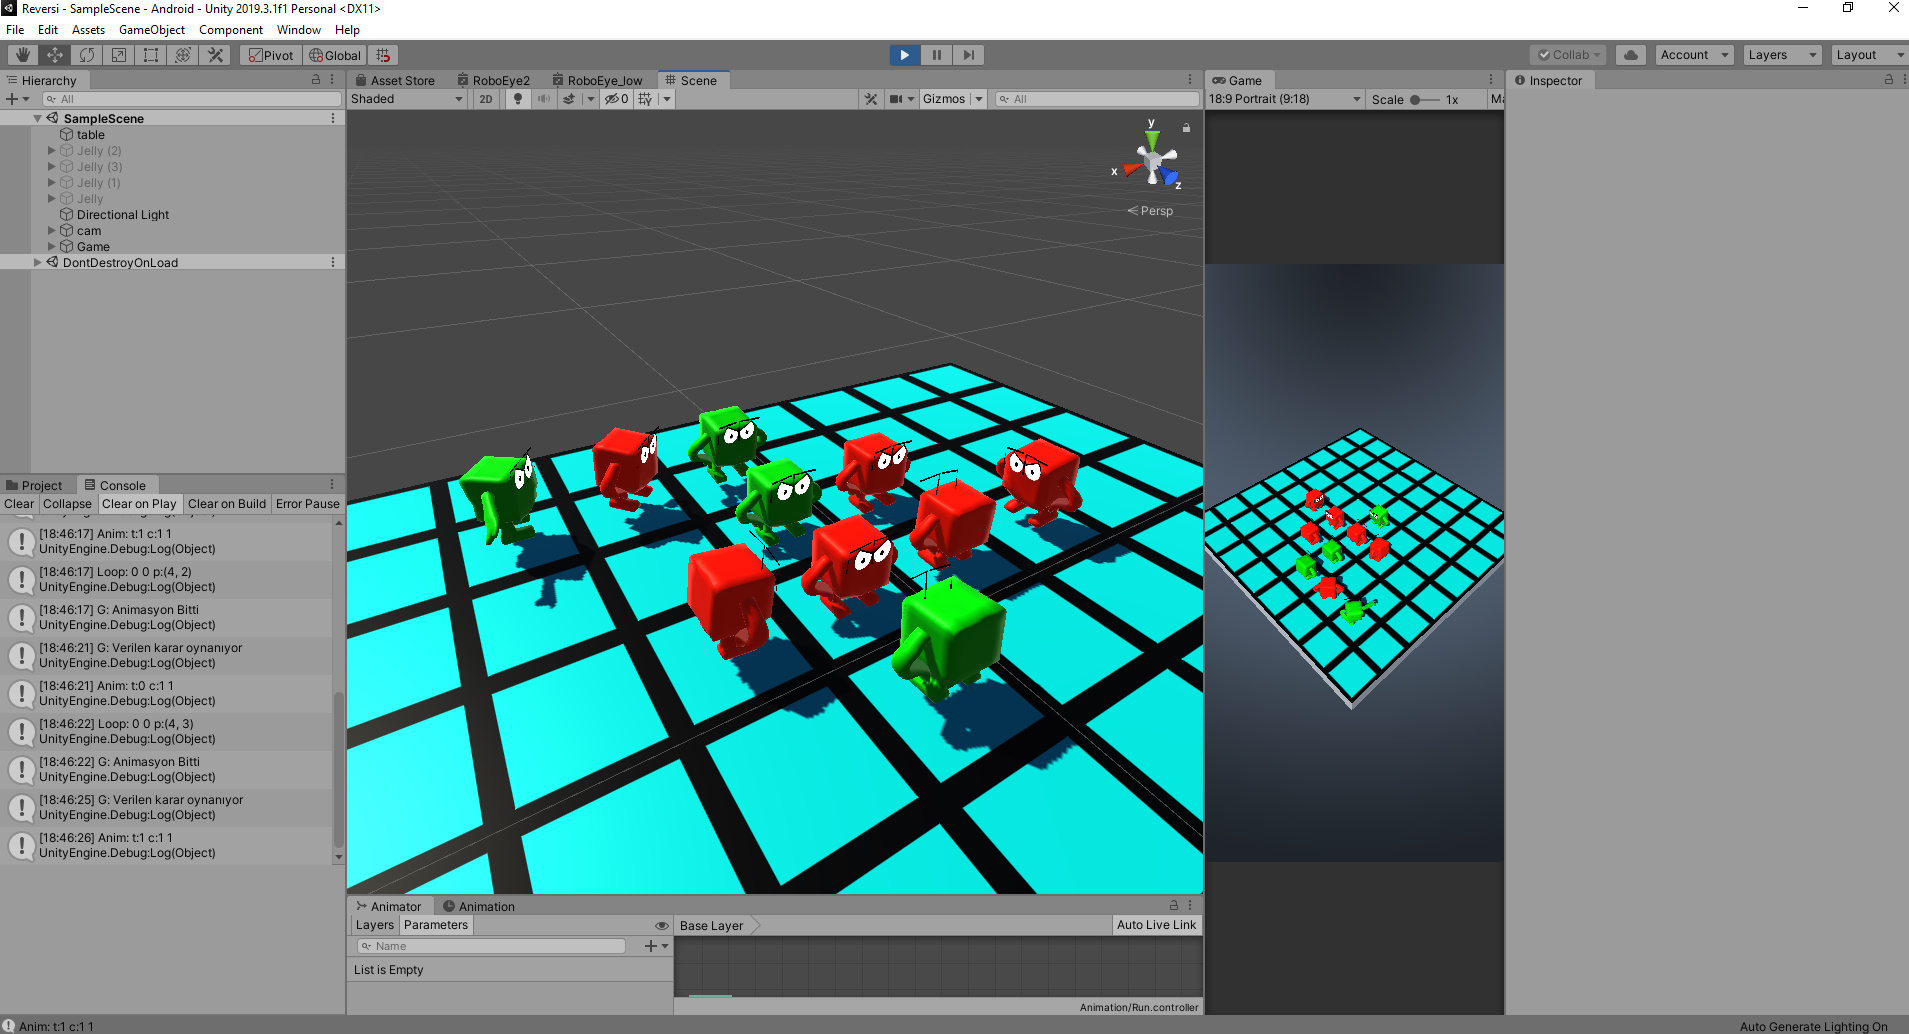 Reversi - SampleScene - Android - Unity 2019.3.1f1 Personal <DX11>
File Edit Assets GameObject Component Window Help
Pivot Global Collab Account Layers Layout
Hierarchy
All
SampleScene
table
Jelly (2)
Jelly (3)
Jelly (1)
Jelly
Directional Light
cam
Game
DontDestroyOnLoad
Asset Store RoboEye2 RoboEye_low Scene
Shaded 2D 0 Gizmos All
y
x
z
Persp
Game
18:9 Portrait (9:18) Scale 1x
Inspector
Project Console
Clear Collapse Clear on Play Clear on Build Error Pause
UnityEngine.Debug:Log(Object)
[18:46:17] Anim: t:1 c:1 1
UnityEngine.Debug:Log(Object)
[18:46:17] Loop: 0 0 p:(4, 2)
UnityEngine.Debug:Log(Object)
[18:46:17] G: Animasyon Bitti
UnityEngine.Debug:Log(Object)
[18:46:21] G: Verilen karar oynanıyor
UnityEngine.Debug:Log(Object)
[18:46:21] Anim: t:0 c:1 1
UnityEngine.Debug:Log(Object)
[18:46:22] Loop: 0 0 p:(4, 3)
UnityEngine.Debug:Log(Object)
[18:46:22] G: Animasyon Bitti
UnityEngine.Debug:Log(Object)
[18:46:25] G: Verilen karar oynanıyor
UnityEngine.Debug:Log(Object)
[18:46:26] Anim: t:1 c:1 1
UnityEngine.Debug:Log(Object)
Animator Animation
Layers Parameters Base Layer Auto Live Link
Name
List is Empty
Animation/Run.controller
Anim: t:1 c:1 1
Auto Generate Lighting On